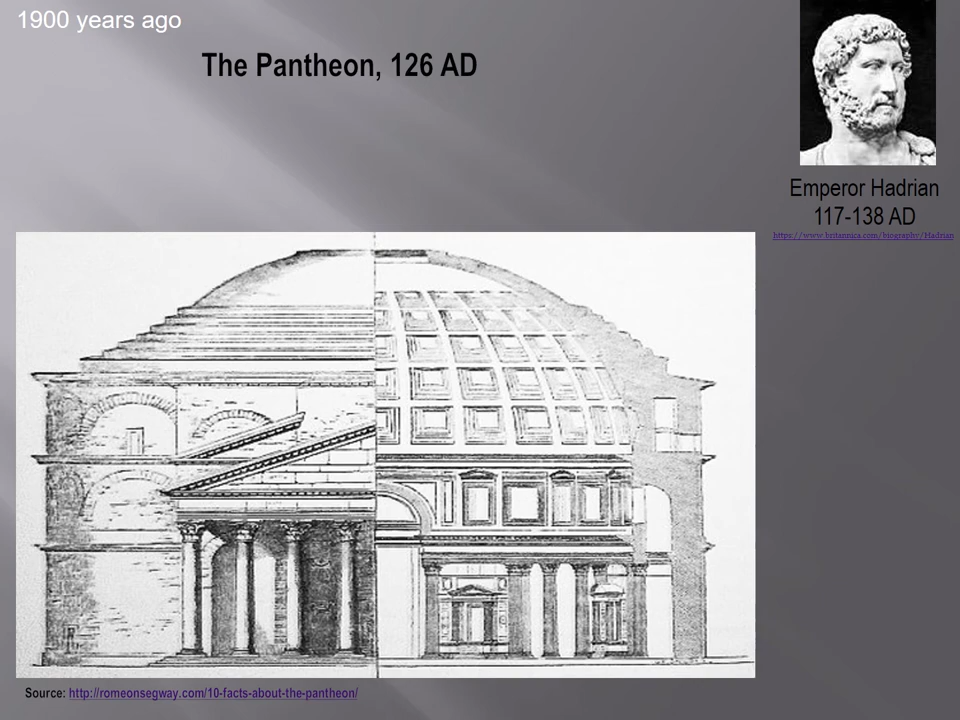 1900 years ago
The Pantheon, 126 AD
Emperor Hadrian
117-138 AD
https://www.britannica.com/biography/Hadrian
Source: http://romeonsegway.com/10-facts-about-the-pantheon/